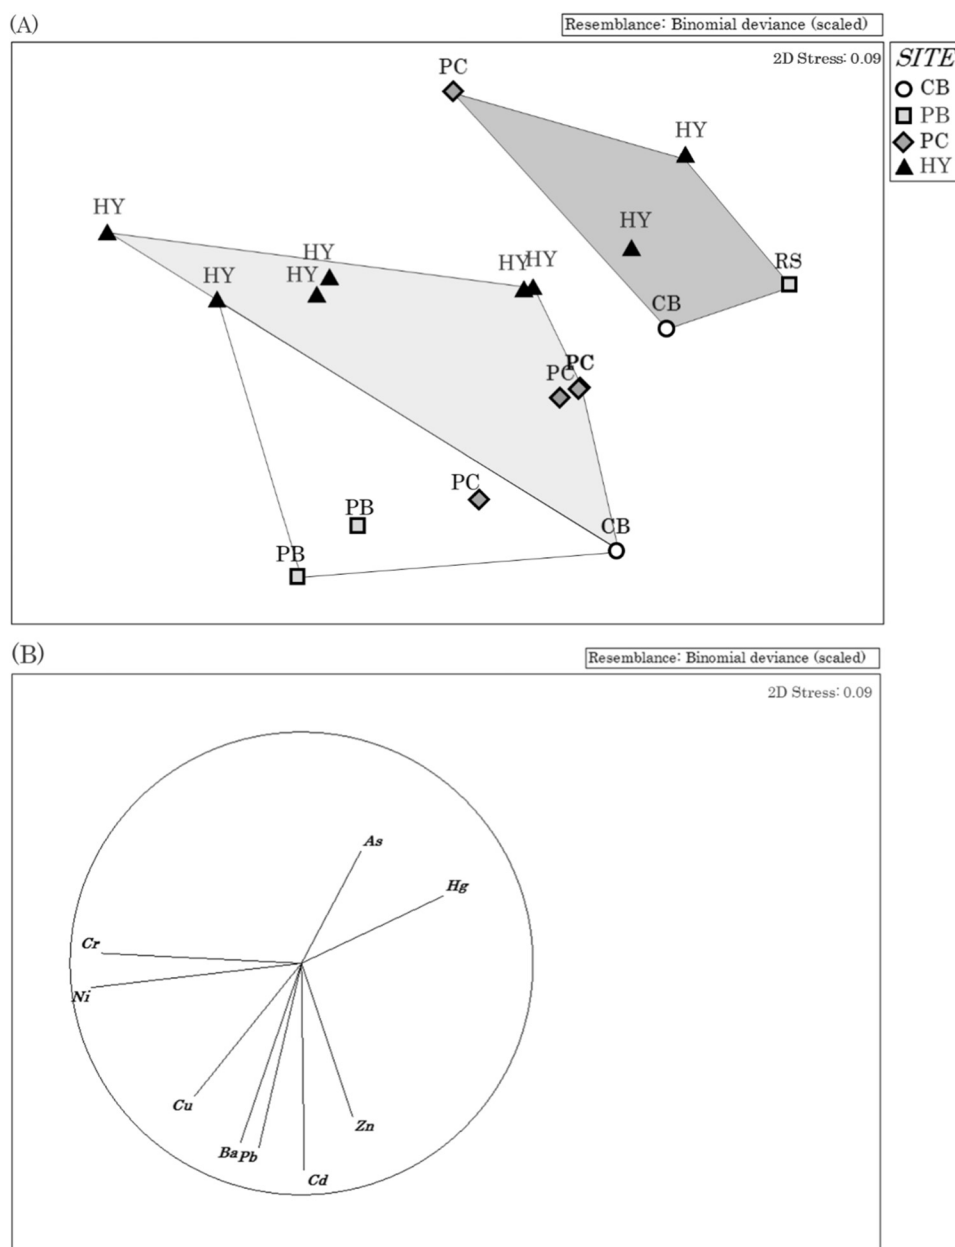 (A)
Resemblance: Binomial deviance (scaled)
2D Stress: 0.09
SITE
CB
PB
PC
HY
PC
HY
HY
HY
RS
HY
HY
HY
HY
HY
CB
PC
PC
PC
PB
CB
PB
(B)
Resemblance: Binomial deviance (scaled)
2D Stress: 0.09
As
Hg
Cr
Ni
Cu
Ba
Pb
Zn
Cd